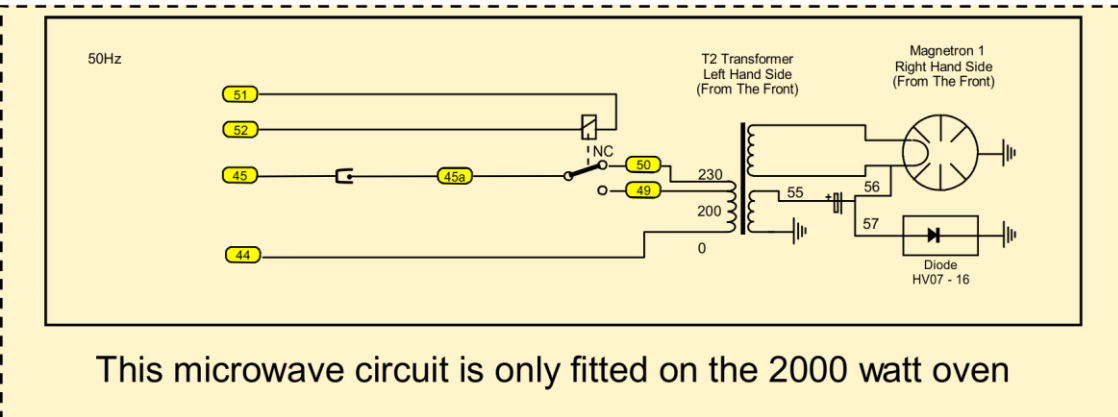 50Hz
T2 Transformer
Left Hand Side
(From The Front)
Magnetron 1
Right Hand Side
(From The Front)
51
52
NC
45
45a
50
49
230
200
0
55
+
56
57
44
Diode
HV07 - 16
This microwave circuit is only fitted on the 2000 watt oven